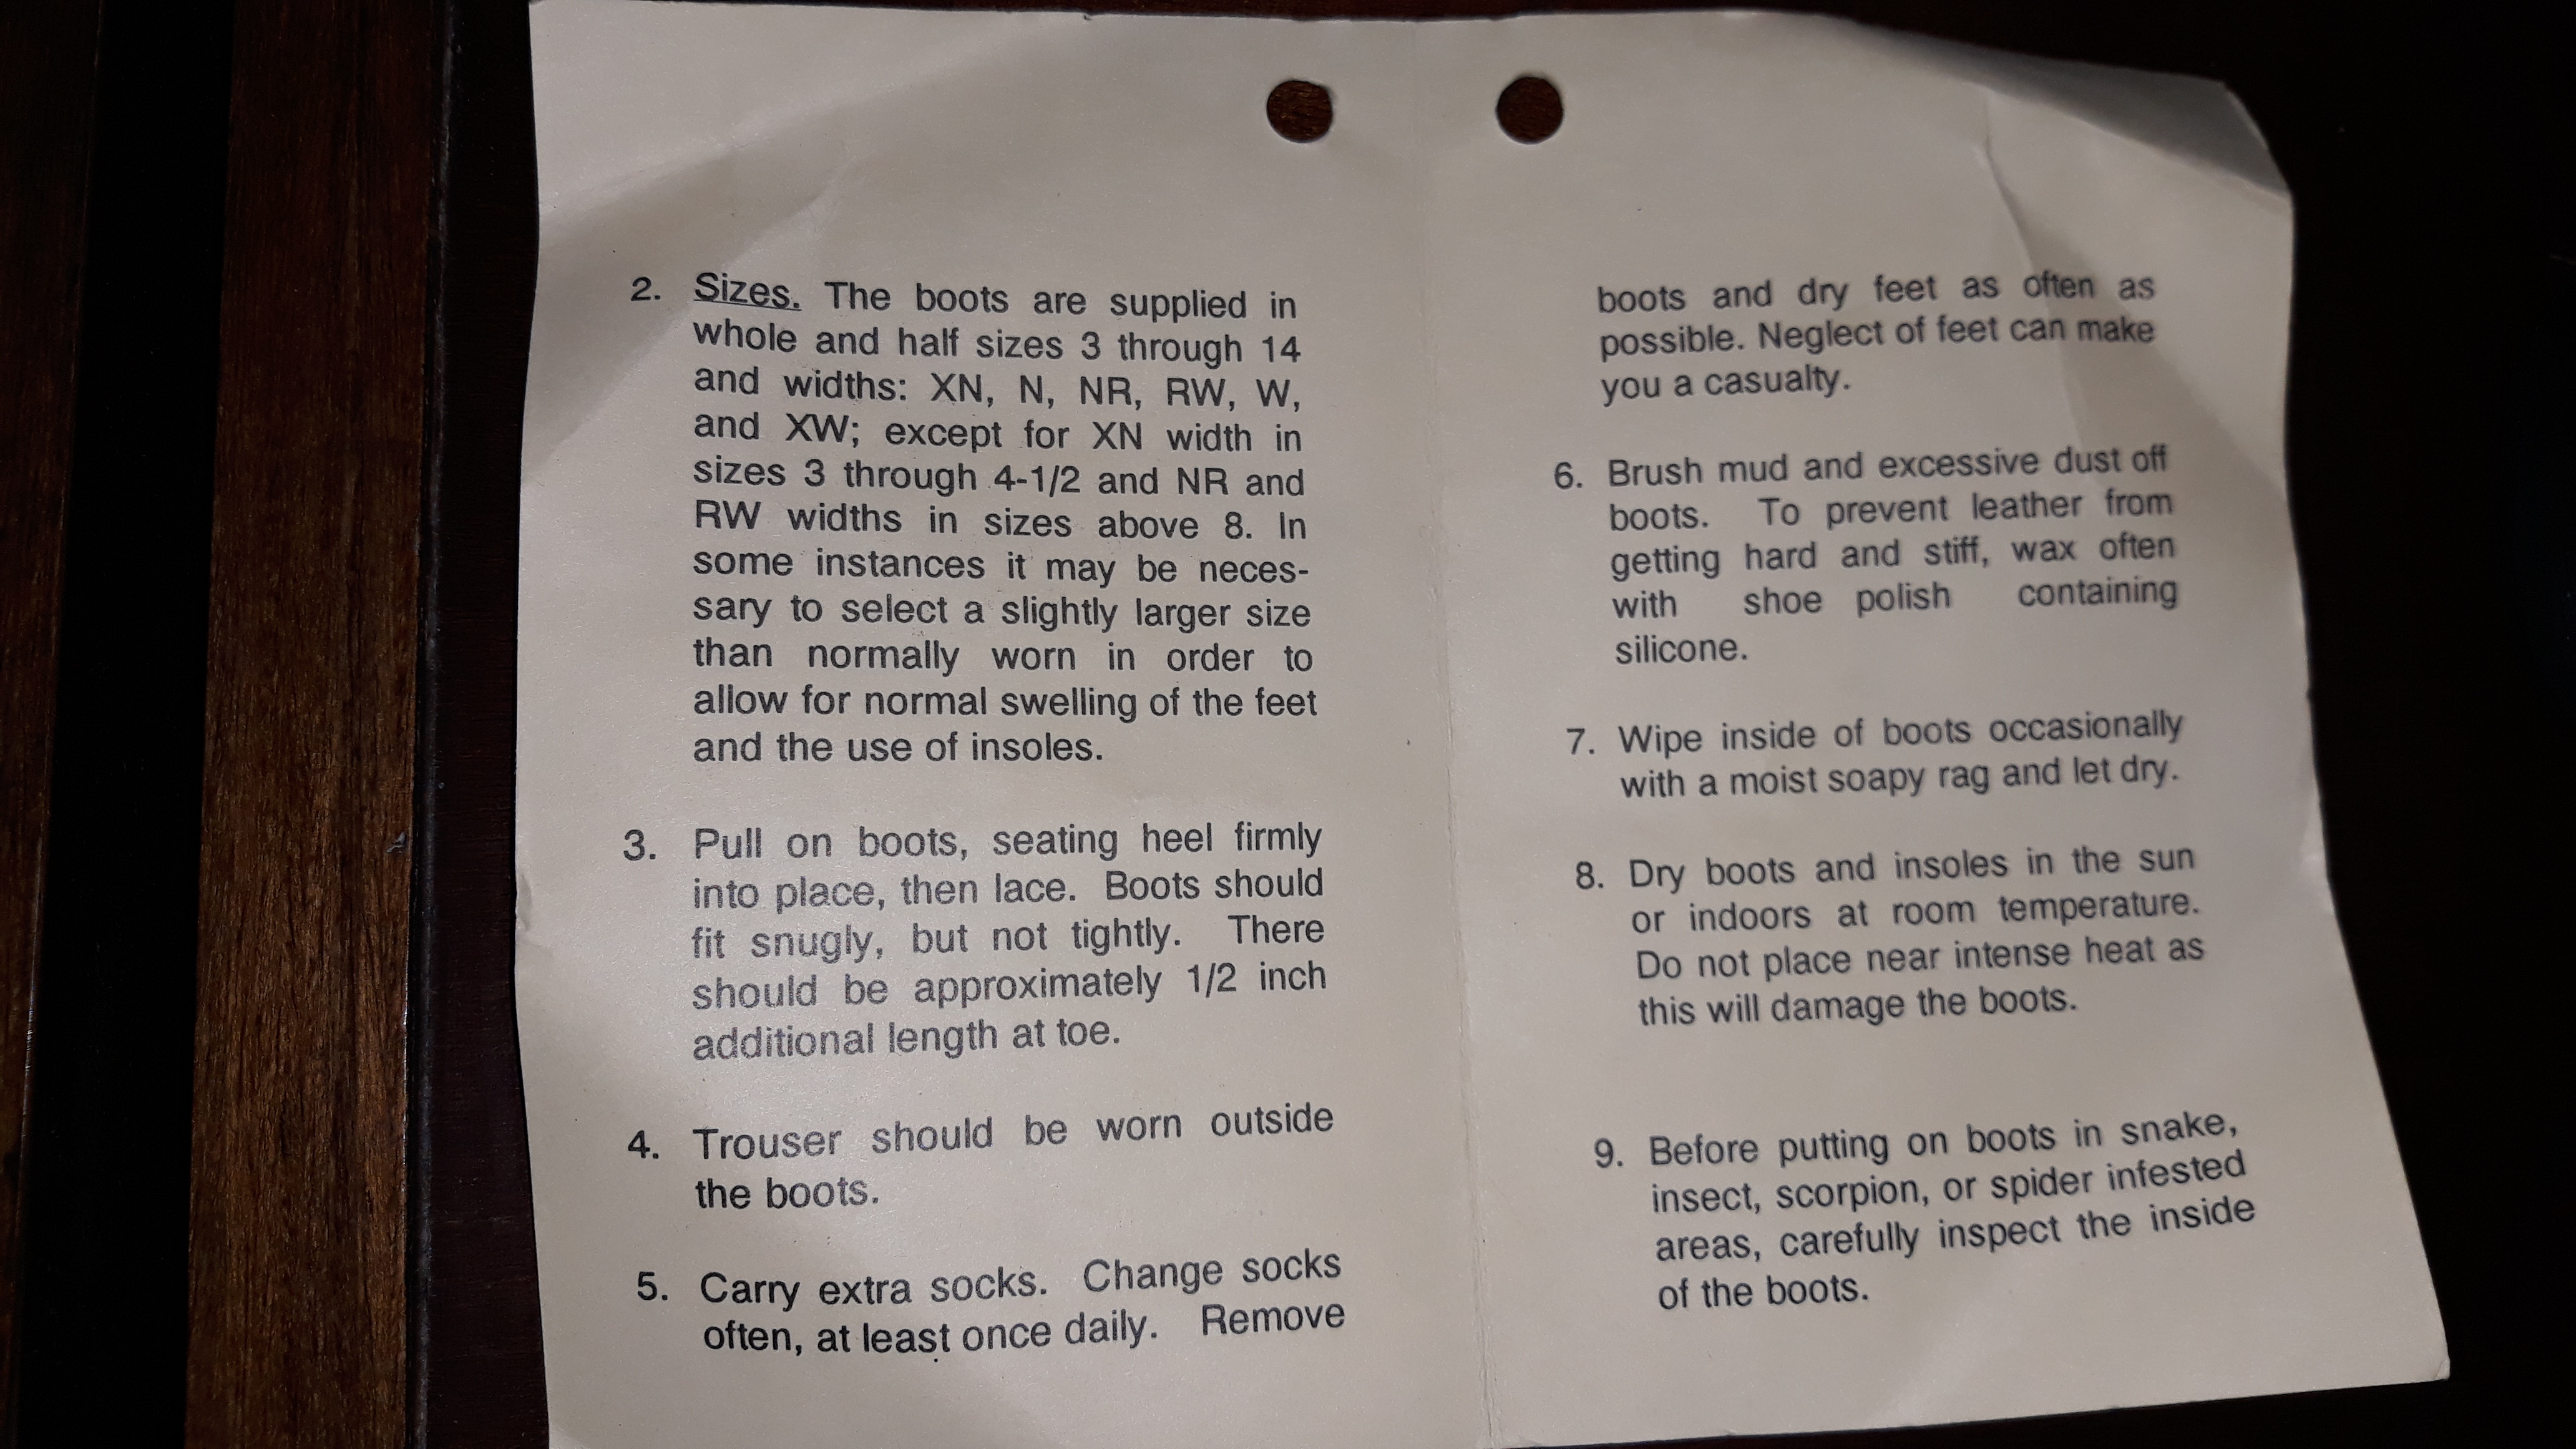 2. Sizes. The boots are supplied in
whole and half sizes 3 through 14
and widths: XN, N, NR, RW, W,
and XW; except for XN width in
sizes 3 through 4-1/2 and NR and
RW widths in sizes above 8. In
some instances it may be neces-
sary to select a slightly larger size
than normally worn in order to
allow for normal swelling of the feet
and the use of insoles.
3. Pull on boots, seating heel firmly
into place, then lace. Boots should
fit snugly, but not tightly. There
should be approximately 1/2 inch
additional length at toe.
4. Trouser should be worn outside
the boots.
5. Carry extra socks. Change socks
often, at least once daily. Remove
boots and dry feet as often as
possible. Neglect of feet can make
you a casualty.
6. Brush mud and excessive dust off
boots. To prevent leather from
getting hard and stiff, wax often
with shoe polish containing
silicone.
7. Wipe inside of boots occasionally
with a moist soapy rag and let dry.
8. Dry boots and insoles in the sun
or indoors at room temperature.
Do not place near intense heat as
this will damage the boots.
9. Before putting on boots in snake,
insect, scorpion, or spider infested
areas, carefully inspect the inside
of the boots.